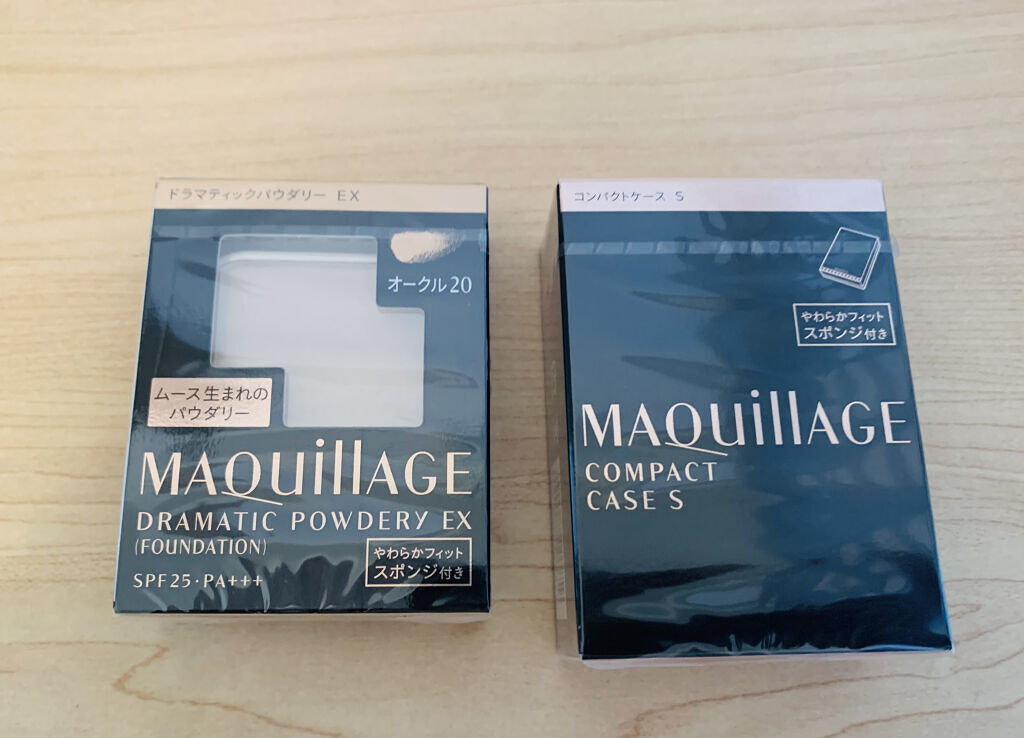 ドラマティックパウダリー EX
オークル20
ムース生まれの
パウダリー
MAQuillAGE
DRAMATIC POWDERY EX
(FOUNDATION)
SPF25・PA+++
やわらかフィット
スポンジ付き
コンパクトケース S
やわらかフィット
スポンジ付き
MAQuillAGE
COMPACT
CASE S